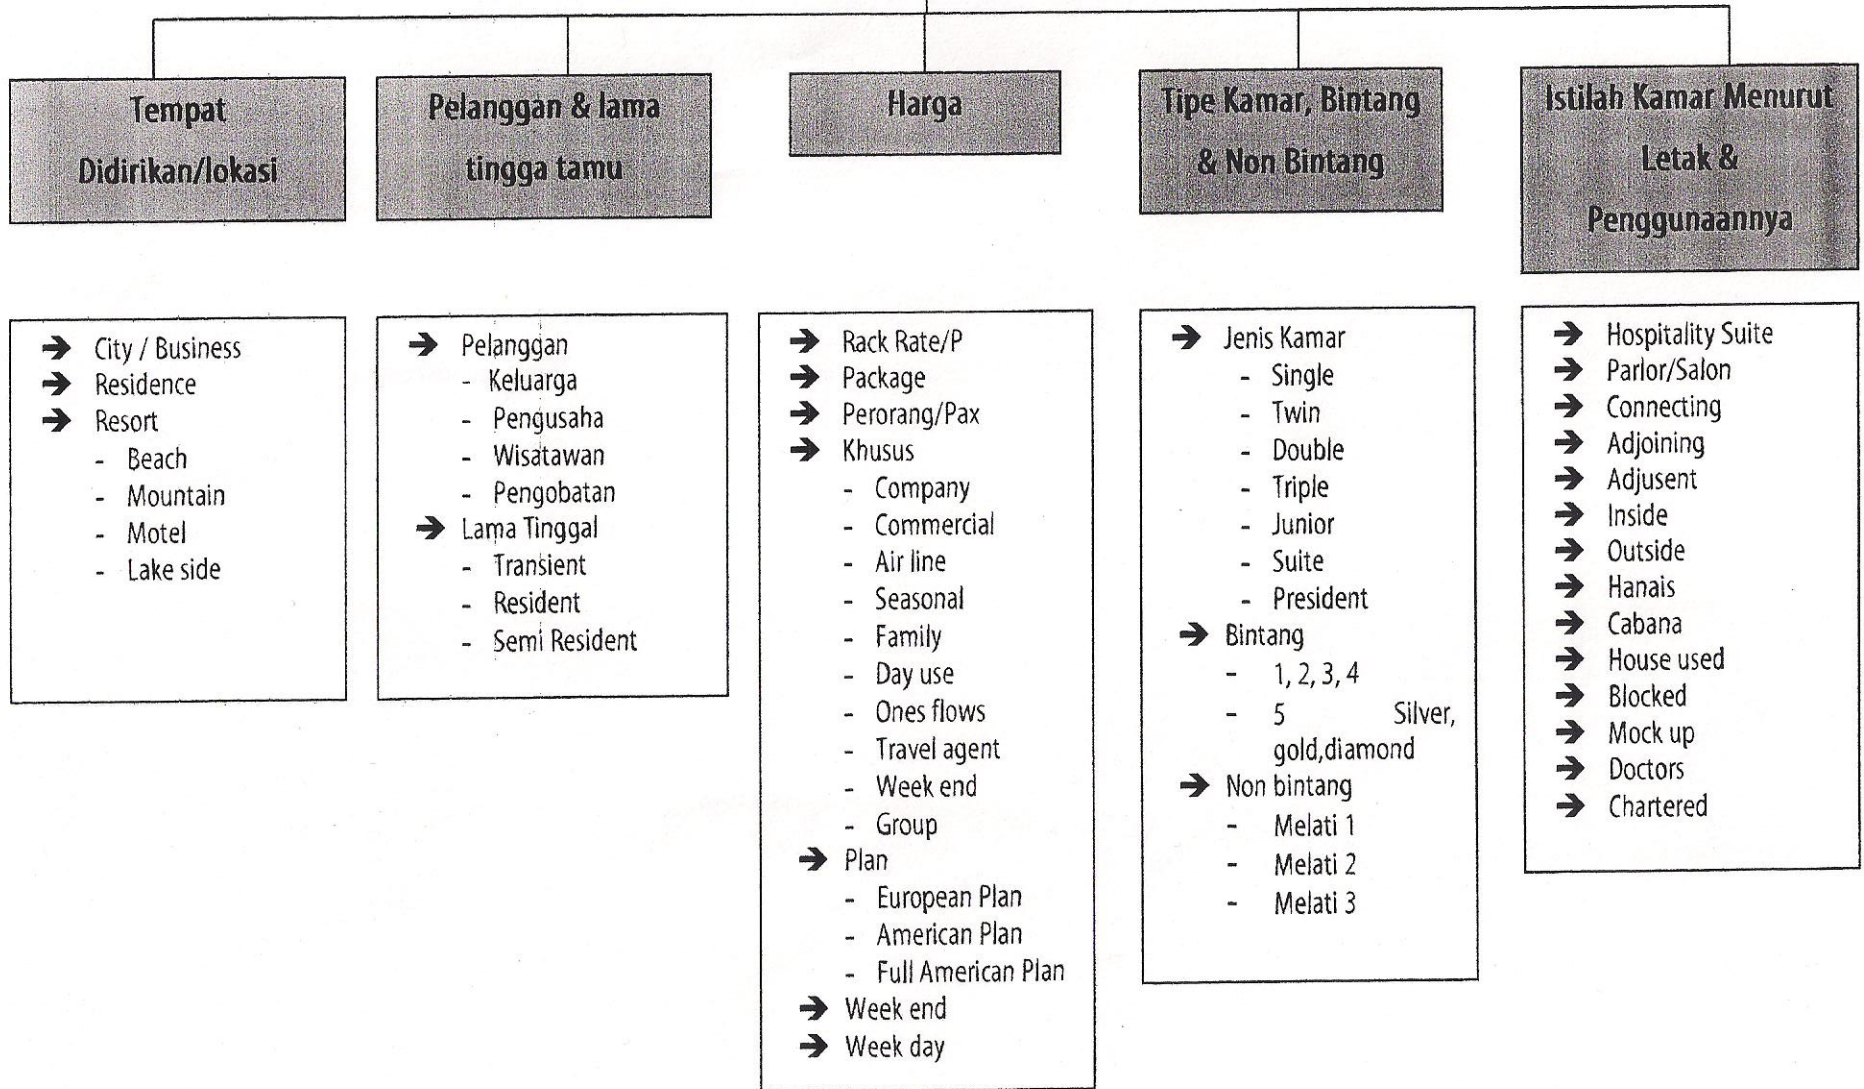 Tempat
Didirikan/lokasi
Pelanggan & lama
tingga tamu
Harga
Tipe Kamar, Bintang
& Non Bintang
Istilah Kamar Menurut
Letak &
Penggunaannya
➔ City / Business
➔ Residence
➔ Resort
- Beach
- Mountain
- Motel
- Lake side
➔ Pelanggan
- Keluarga
- Pengusaha
- Wisatawan
- Pengobatan
➔ Lama Tinggal
- Transient
- Resident
- Semi Resident
➔ Rack Rate/P
➔ Package
➔ Perorang/Pax
➔ Khusus
- Company
- Commercial
- Air line
- Seasonal
- Family
- Day use
- Ones flows
- Travel agent
- Week end
- Group
➔ Plan
- European Plan
- American Plan
- Full American Plan
➔ Week end
➔ Week day
➔ Jenis Kamar
- Single
- Twin
- Double
- Triple
- Junior
- Suite
- President
➔ Bintang
- 1, 2, 3, 4
- 5 Silver,
gold,diamond
➔ Non bintang
- Melati 1
- Melati 2
- Melati 3
➔ Hospitality Suite
➔ Parlor/Salon
➔ Connecting
➔ Adjoining
➔ Adjusent
➔ Inside
➔ Outside
➔ Hanais
➔ Cabana
➔ House used
➔ Blocked
➔ Mock up
➔ Doctors
➔ Chartered